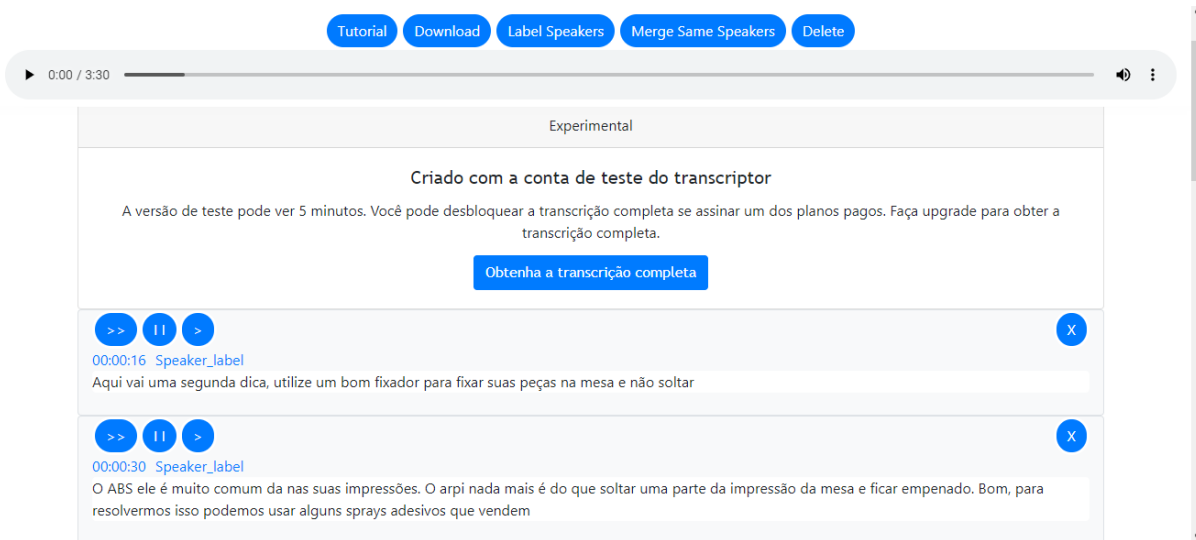 Tutorial Download Label Speakers Merge Same Speakers Delete
0:00 / 3:30
Experimental
Criado com a conta de teste do transcriptor
A versão de teste pode ver 5 minutos. Você pode desbloquear a transcrição completa se assinar um dos planos pagos. Faça upgrade para obter a
transcrição completa.
Obtenha a transcrição completa
>> II > X
00:00:16 Speaker_label
Aqui vai uma segunda dica, utilize um bom fixador para fixar suas peças na mesa e não soltar
>> II > X
00:00:30 Speaker_label
O ABS ele é muito comum da nas suas impressões. O arpi nada mais é do que soltar uma parte da impressão da mesa e ficar empenado. Bom, para
resolvermos isso podemos usar alguns sprays adesivos que vendem